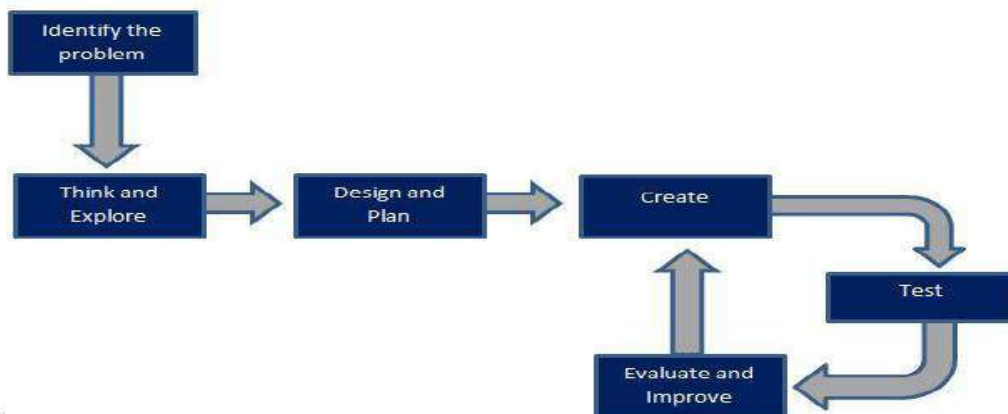 Identify the
problem
Think and
Explore
Design and
Plan
Create
Test
Evaluate and
Improve